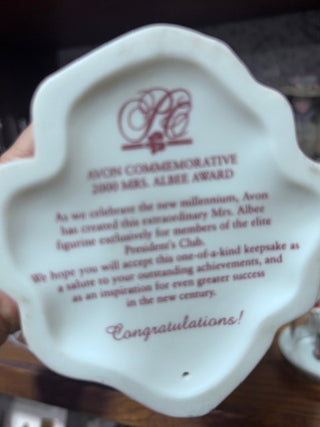 PC
AVON COMMEMORATIVE
2000 MRS. ALBEE AWARD
As we celebrate the new millennium, Avon
has created this extraordinary Mrs. Albee
figurine exclusively for members of the elite
President's Club.
We hope you will accept this one-of-a-kind keepsake as
a salute to your outstanding achievements, and
as an inspiration for even greater success
in the new century.
Congratulations!